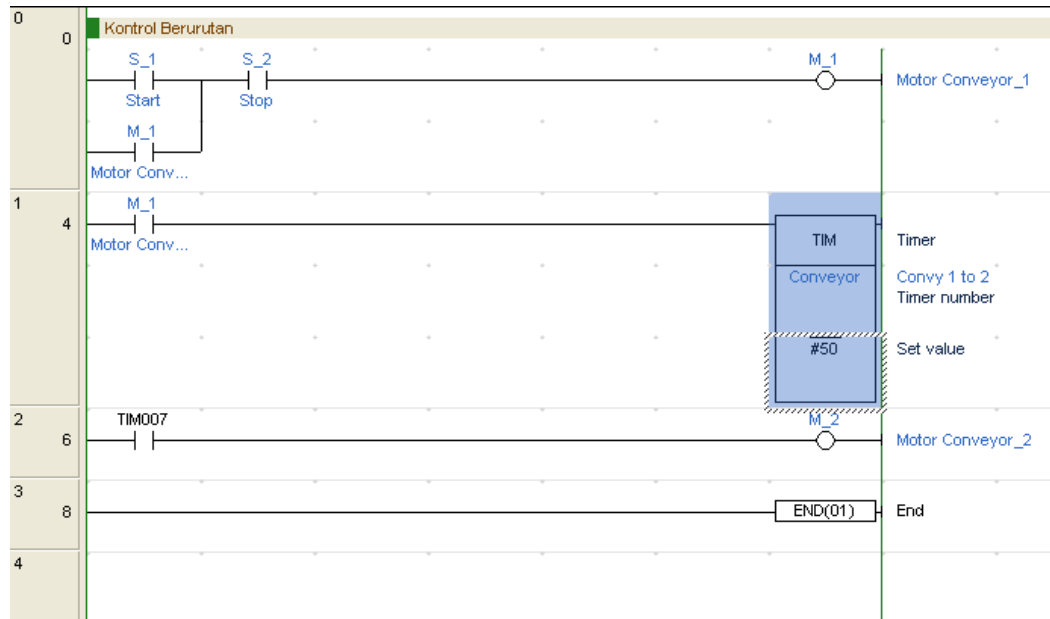 0
0
Kontrol Berurutan
S_1
S_2
M_1
Start
Stop
Motor Conveyor_1
M_1
Motor Conv...
1
4
M_1
Motor Conv...
TIM
Timer
Conveyor
Convy 1 to 2
Timer number
#50
Set value
2
6
TIM007
M_2
Motor Conveyor_2
3
8
END(01)
End
4